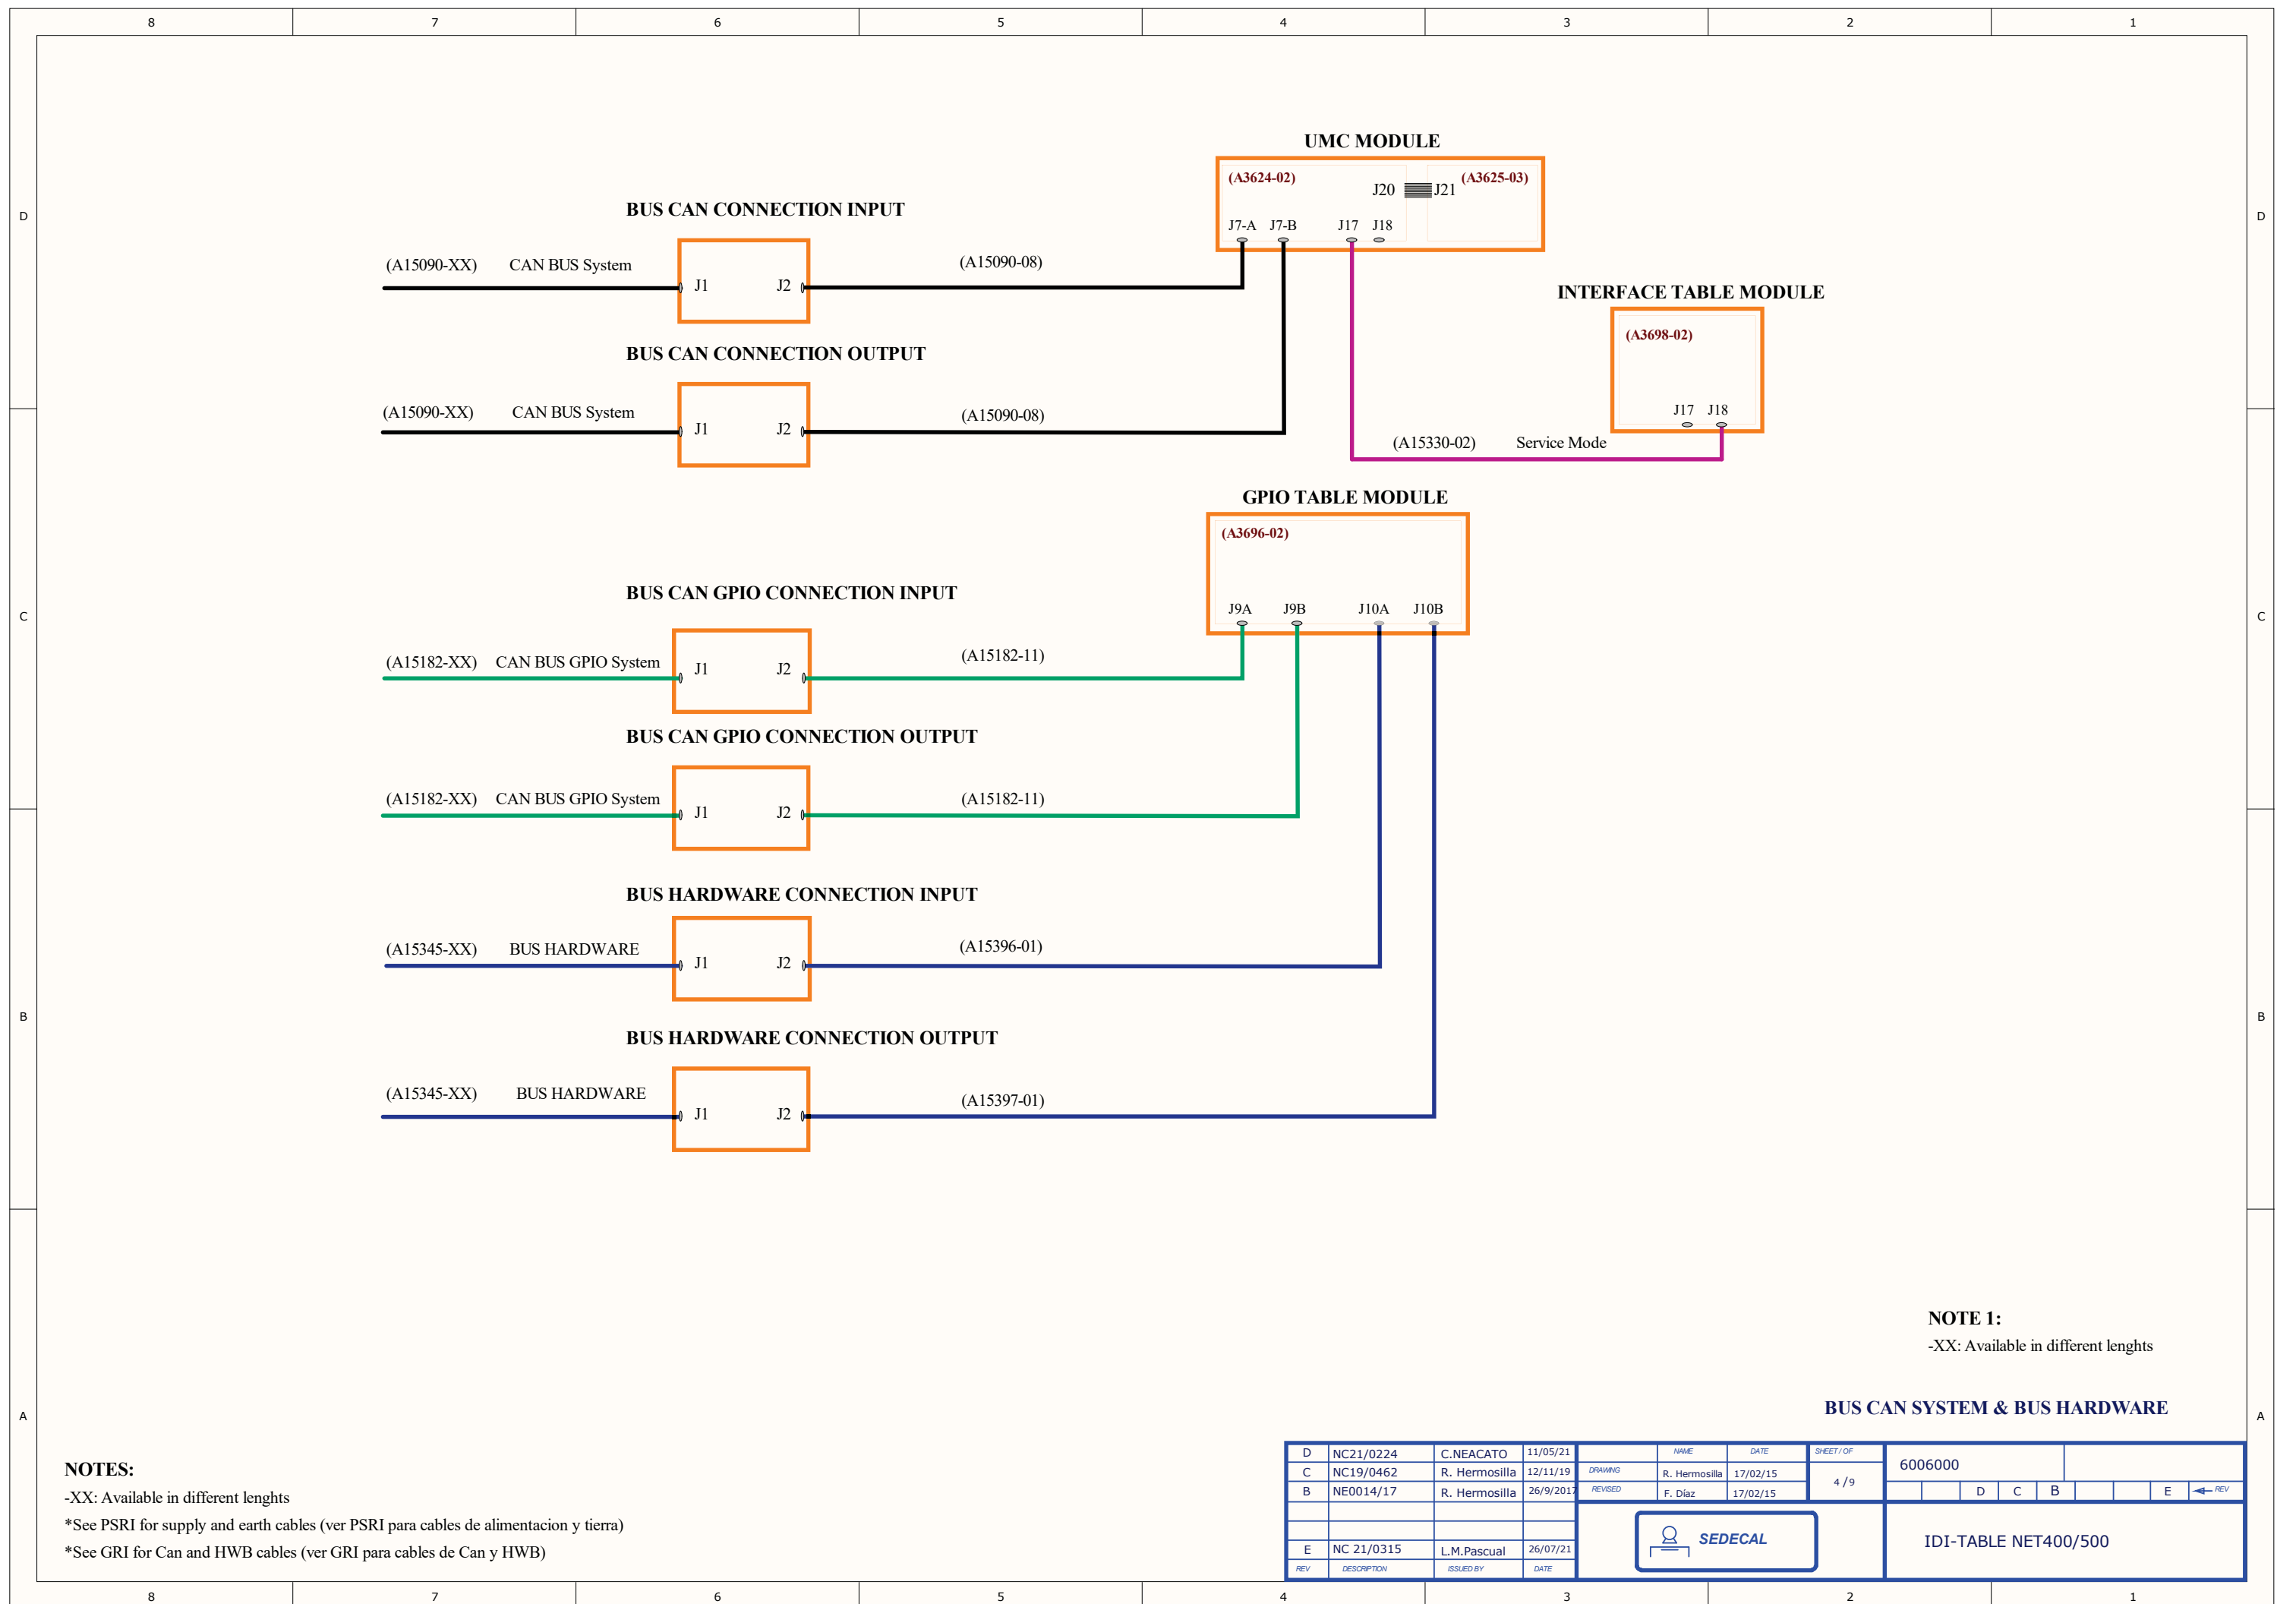 8 7 6 5 4 3 2 1
UMC MODULE
(A3624-02) J20 J21 (A3625-03)
J7-A J7-B J17 J18
D D
BUS CAN CONNECTION INPUT
(A15090-XX) CAN BUS System J1 J2 (A15090-08)
INTERFACE TABLE MODULE
(A3698-02)
J17 J18
BUS CAN CONNECTION OUTPUT
(A15090-XX) CAN BUS System J1 J2 (A15090-08)
(A15330-02) Service Mode
GPIO TABLE MODULE
(A3696-02)
J9A J9B J10A J10B
BUS CAN GPIO CONNECTION INPUT
C C
(A15182-XX) CAN BUS GPIO System J1 J2 (A15182-11)
BUS CAN GPIO CONNECTION OUTPUT
(A15182-XX) CAN BUS GPIO System J1 J2 (A15182-11)
BUS HARDWARE CONNECTION INPUT
(A15345-XX) BUS HARDWARE J1 J2 (A15396-01)
B B
BUS HARDWARE CONNECTION OUTPUT
(A15345-XX) BUS HARDWARE J1 J2 (A15397-01)
NOTE 1:
-XX: Available in different lenghts
A A
BUS CAN SYSTEM & BUS HARDWARE
NOTES:
-XX: Available in different lenghts
*See PSRI for supply and earth cables (ver PSRI para cables de alimentacion y tierra)
*See GRI for Can and HWB cables (ver GRI para cables de Can y HWB)
D NC21/0224 C.NEACATO 11/05/21
C NC19/0462 R. Hermosilla 12/11/19
B NE0014/17 R. Hermosilla 26/9/2017
E NC 21/0315 L.M.Pascual 26/07/21
REV DESCRIPTION ISSUED BY DATE
NAME DATE SHEET / OF
DRAWING R. Hermosilla 17/02/15
REVISED F. Díaz 17/02/15
4 / 9
6006000
D C B E REV
SEDECAL
IDI-TABLE NET400/500
8 7 6 5 4 3 2 1